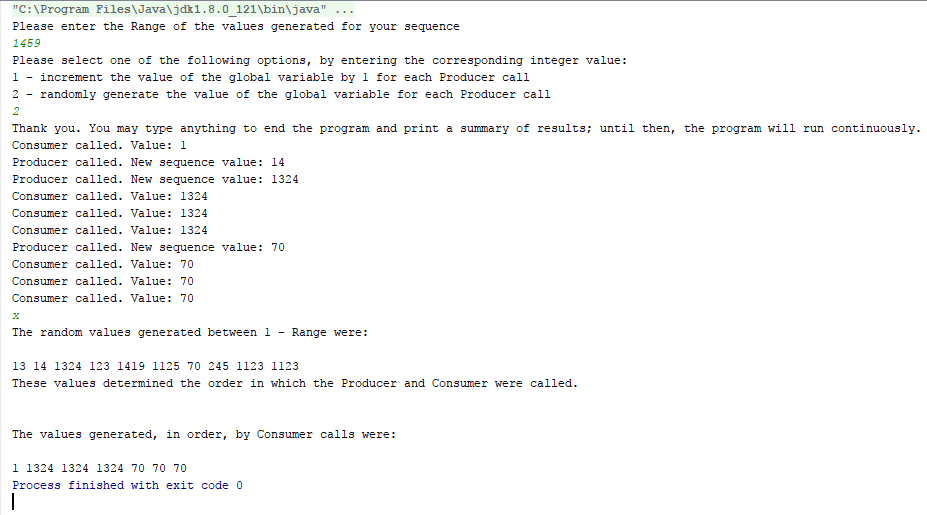 "C:\Program Files\Java\jdk1.8.0_121\bin\java" ...
Please enter the Range of the values generated for your sequence
1459
Please select one of the following options, by entering the corresponding integer value:
1 - increment the value of the global variable by 1 for each Producer call
2 - randomly generate the value of the global variable for each Producer call
2
Thank you. You may type anything to end the program and print a summary of results; until then, the program will run continuously.
Consumer called. Value: 1
Producer called. New sequence value: 14
Producer called. New sequence value: 1324
Consumer called. Value: 1324
Consumer called. Value: 1324
Consumer called. Value: 1324
Producer called. New sequence value: 70
Consumer called. Value: 70
Consumer called. Value: 70
Consumer called. Value: 70
x
The random values generated between 1 - Range were:
13 14 1324 123 1419 1125 70 245 1123 1123
These values determined the order in which the Producer and Consumer were called.
The values generated, in order, by Consumer calls were:
1 1324 1324 1324 70 70 70
Process finished with exit code 0